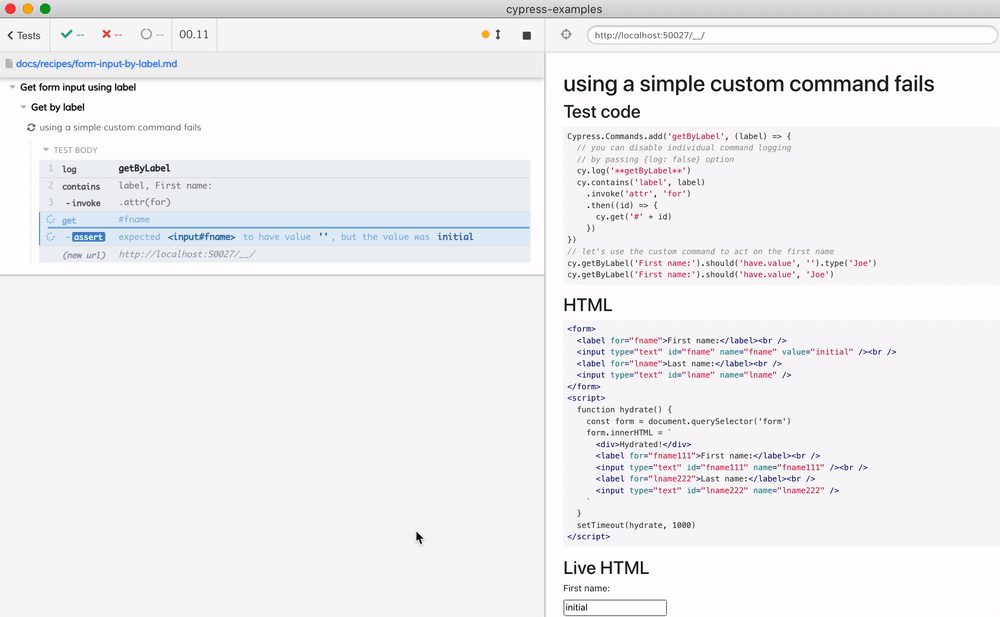 cypress-examples
Tests
--
--
--
00.11
http://localhost:50027/__/
docs/recipes/form-input-by-label.md
Get form input using label
Get by label
using a simple custom command fails
TEST BODY
1 log getByLabel
2 contains label, First name:
3 -invoke .attr(for)
get #fname
-assert expected <input#fname> to have value '', but the value was initial
(new url) http://localhost:50027/__/
using a simple custom command fails
Test code
Cypress.Commands.add('getByLabel', (label) => {
// you can disable individual command logging
// by passing {log: false} option
cy.log('**getByLabel**')
cy.contains('label', label)
.invoke('attr', 'for')
.then((id) => {
cy.get('#' + id)
})
})
// let's use the custom command to act on the first name
cy.getByLabel('First name:').should('have.value', '').type('Joe')
cy.getByLabel('First name:').should('have.value', 'Joe')
HTML
<form>
<label for="fname">First name:</label><br />
<input type="text" id="fname" name="fname" value="initial" /><br />
<label for="lname">Last name:</label><br />
<input type="text" id="lname" name="lname" />
</form>
<script>
function hydrate() {
const form = document.querySelector('form')
form.innerHTML = `
<div>Hydrated!</div>
<label for="fname111">First name:</label><br />
<input type="text" id="fname111" name="fname111" /><br />
<label for="lname222">Last name:</label><br />
<input type="text" id="lname222" name="lname222" />
`
}
setTimeout(hydrate, 1000)
</script>
Live HTML
First name:
initial